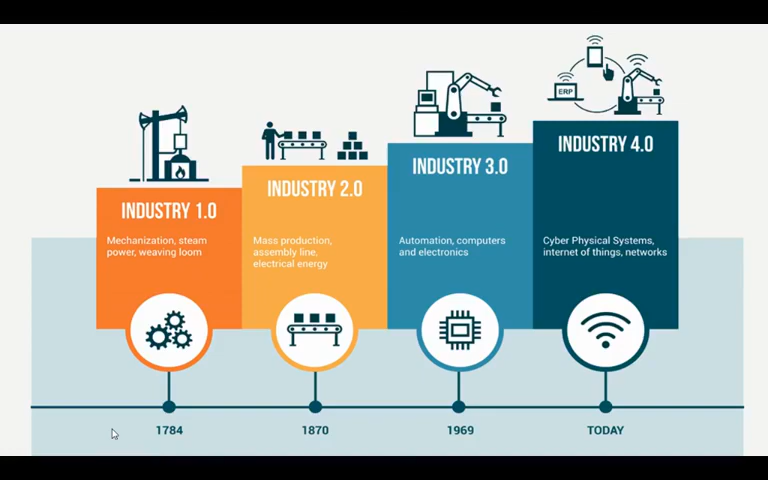 ERP
INDUSTRY 1.0
Mechanization, steam
power, weaving loom
INDUSTRY 2.0
Mass production,
assembly line,
electrical energy
INDUSTRY 3.0
Automation, computers
and electronics
INDUSTRY 4.0
Cyber Physical Systems,
internet of things, networks
1784
1870
1969
TODAY